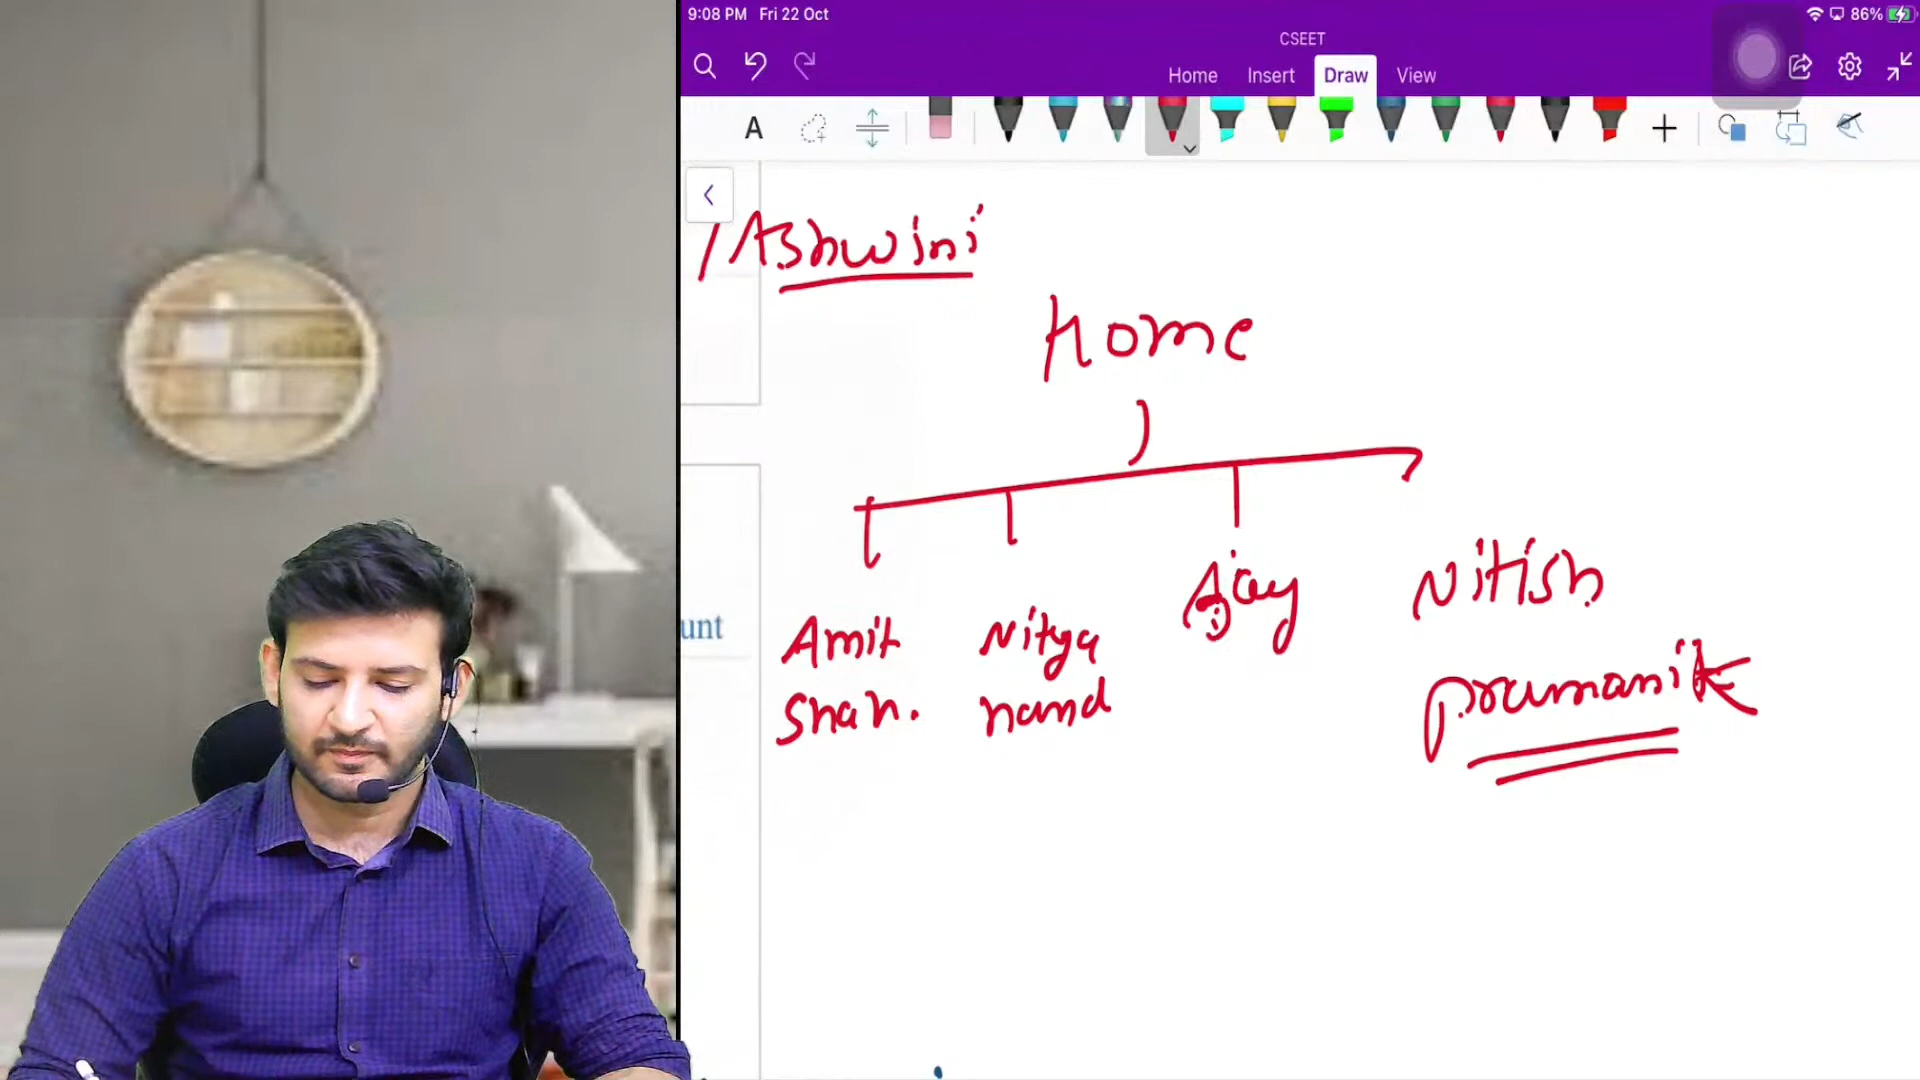 9:08 PM Fri 22 Oct
86%
CSEET
Home Insert Draw View
A
Ashwini
Home
Amit Shah.
Nitya nand
Ajay
Nitish pramanik
unt